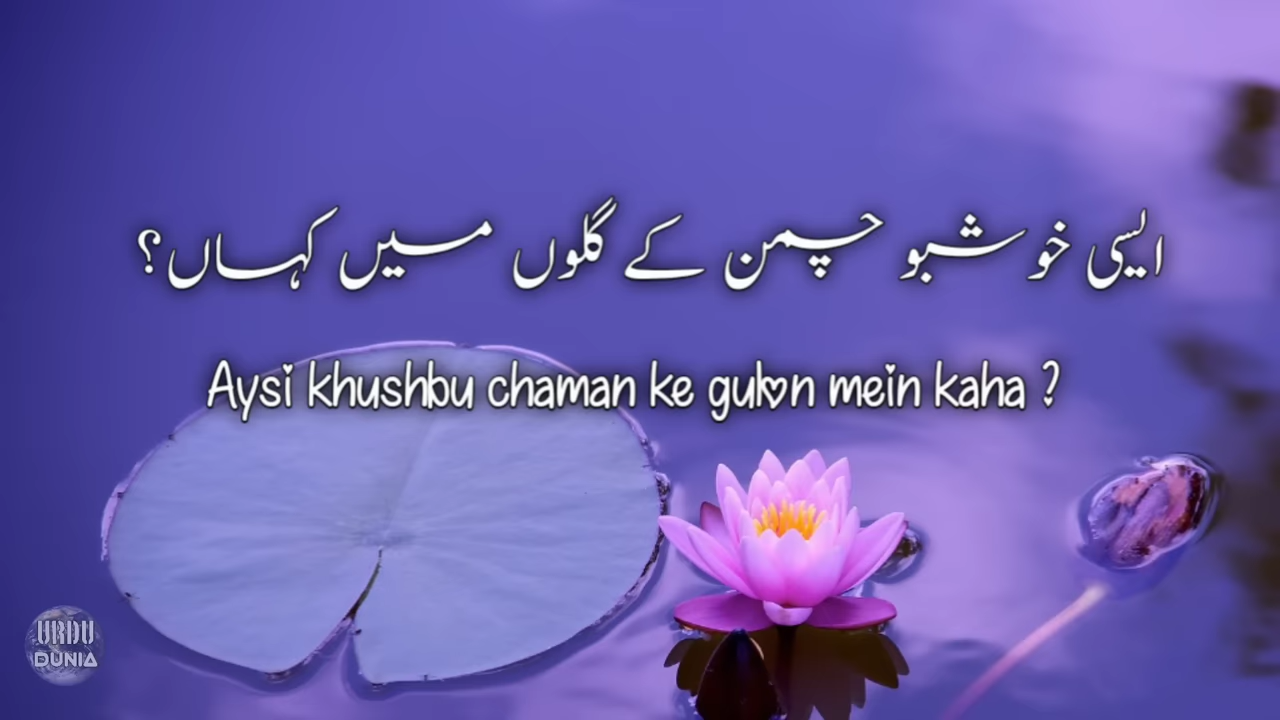 ایسی خوشبو چمن کے گلوں میں کہاں؟
Aysi khushbu chaman ke gulon mein kaha ?
URDU
DUNIA